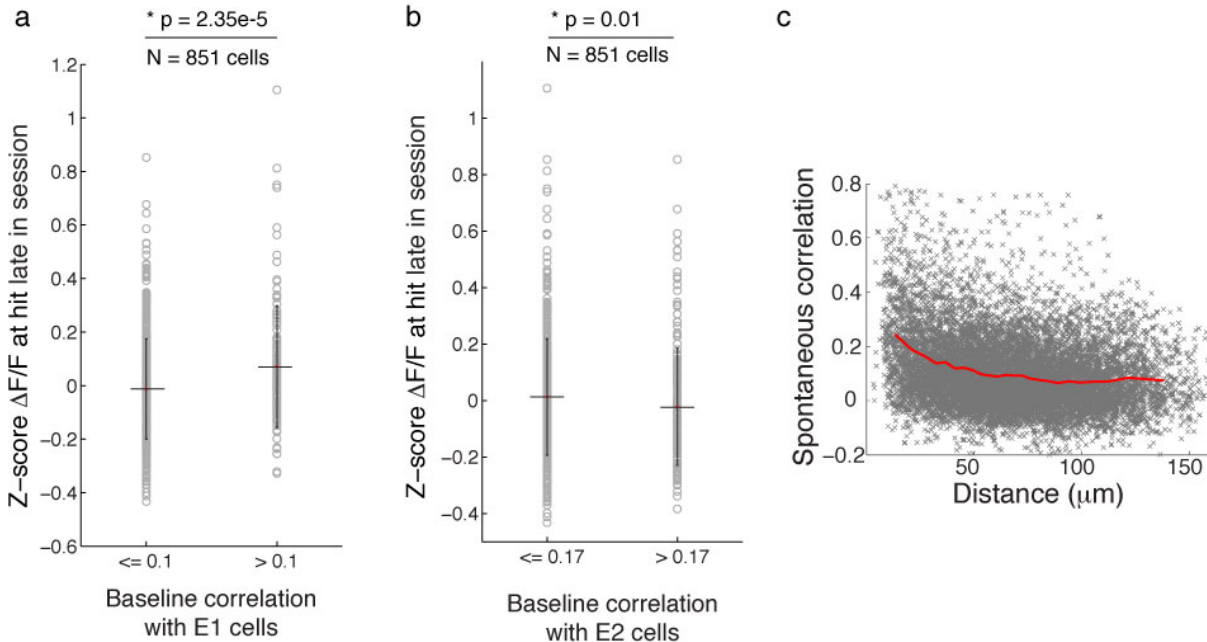 a
* p = 2.35e-5
N = 851 cells
Z-score ΔF/F at hit late in session
1.2
1
0.8
0.6
0.4
0.2
0
−0.2
−0.4
−0.6
<= 0.1
> 0.1
Baseline correlation
with E1 cells
b
* p = 0.01
N = 851 cells
Z-score ΔF/F at hit late in session
1
0.8
0.6
0.4
0.2
0
−0.2
−0.4
<= 0.17
> 0.17
Baseline correlation
with E2 cells
c
Spontaneous correlation
0.8
0.6
0.4
0.2
0
−0.2
50
100
150
Distance (μm)